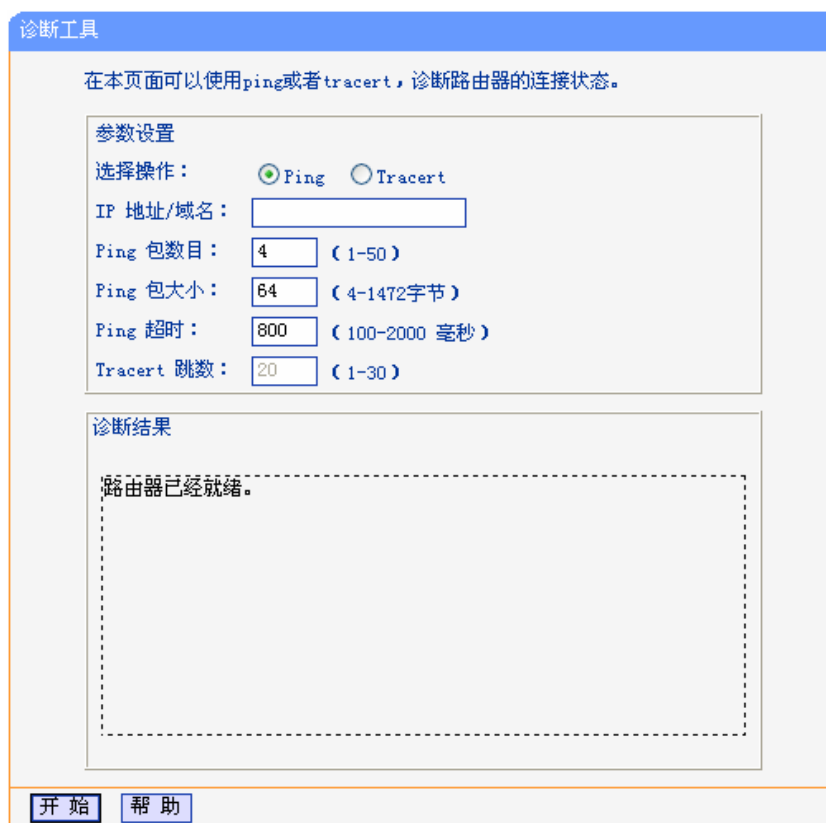 诊断工具
在本页面可以使用ping或者tracert，诊断路由器的连接状态。
参数设置
选择操作： Ping Tracert
IP 地址/域名：
Ping 包数目： 4 （1-50）
Ping 包大小： 64 （4-1472字节）
Ping 超时： 800 （100-2000 毫秒）
Tracert 跳数： 20 （1-30）
诊断结果
路由器已经就绪。
开 始 帮 助